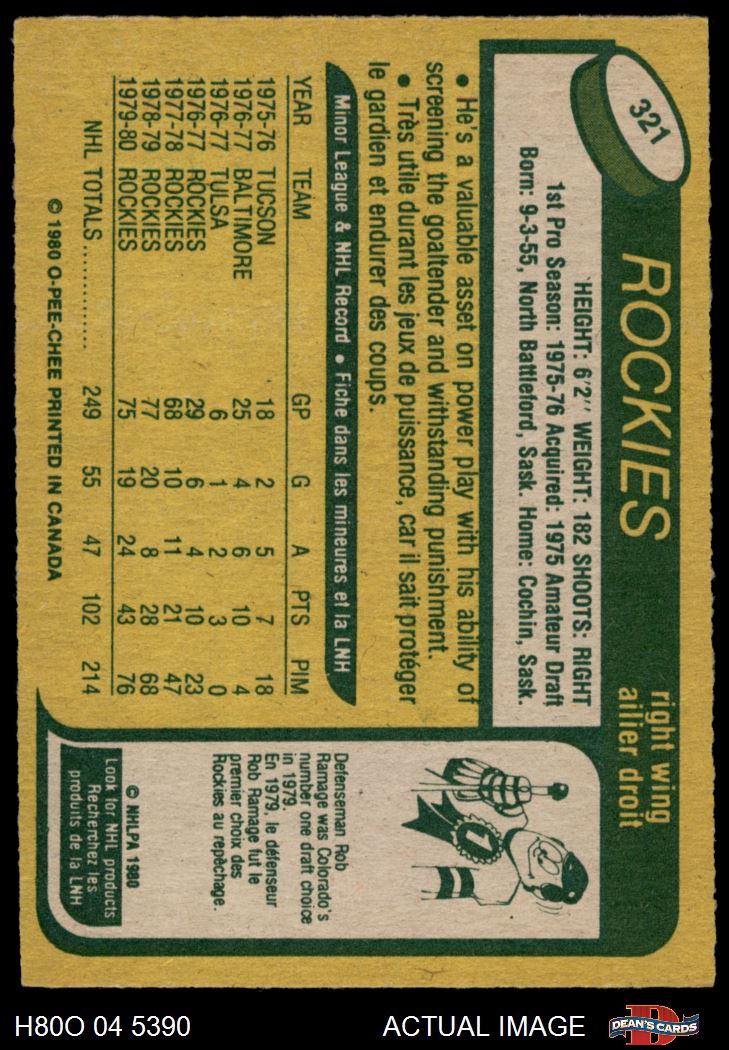 321
ROCKIES
right wing
ailier droit
HEIGHT: 6'2" WEIGHT: 182 SHOOTS: RIGHT
1st Pro Season: 1975-76 Acquired: 1975 Amateur Draft
Born: 9-3-55, North Battleford, Sask. Home: Cochin, Sask.
• He's a valuable asset on power play with his ability of
screening the goaltender and withstanding punishment.
• Très utile durant les jeux de puissance, car il sait protéger
le gardien et endurer des coups.
Minor League & NHL Record • Fiche dans les mineures et la LNH
YEAR TEAM GP G A PTS PIM
1975-76 TUCSON 18 2 5 7 18
1976-77 BALTIMORE 25 4 6 10 4
1976-77 TULSA 6 1 2 3 0
1976-77 ROCKIES 29 6 4 10 23
1977-78 ROCKIES 68 10 11 21 47
1978-79 ROCKIES 77 20 8 28 68
1979-80 ROCKIES 75 19 24 43 76
NHL TOTALS............. 249 55 47 102 214
© 1980 O-PEE-CHEE PRINTED IN CANADA
1
Defenseman Rob
Ramage was Colorado's
number one draft choice
in 1979.
En 1979, le défenseur
Rob Ramage fut le
premier choix des
Rockies au repêchage.
© NHLPA 1980
Look for NHL products
Recherchez les
produits de la LNH
H80O 04 5390
ACTUAL IMAGE
D
DEAN'S CARDS